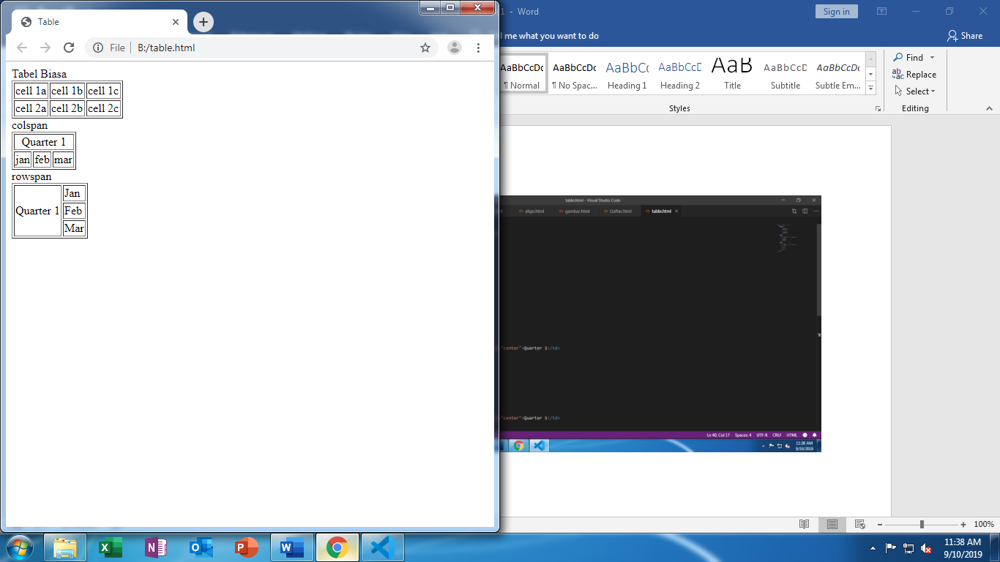 Table
File B:/table.html
Tabel Biasa
cell 1a cell 1b cell 1c
cell 2a cell 2b cell 2c
colspan
Quarter 1
jan feb mar
rowspan
Quarter 1
Jan
Feb
Mar
1 - Word
Sign in
l me what you want to do
Share
AaBbCcDc AaBbCcDc AaBbCc AaBbCcD AaB AaBbCcD AaBbCcD
¶ Normal ¶ No Spac... Heading 1 Heading 2 Title Subtitle Subtle Em...
Styles
Find
Replace
Select
Editing
table.html - Visual Studio Code
align.html gambar.html Daftar.html table.html
"center">Quarter 1</td>
"center">Quarter 1</td>
Ln 40, Col 17 Spaces: 4 UTF-8 CRLF HTML
11:38 AM
9/10/2019
100%
11:38 AM
9/10/2019